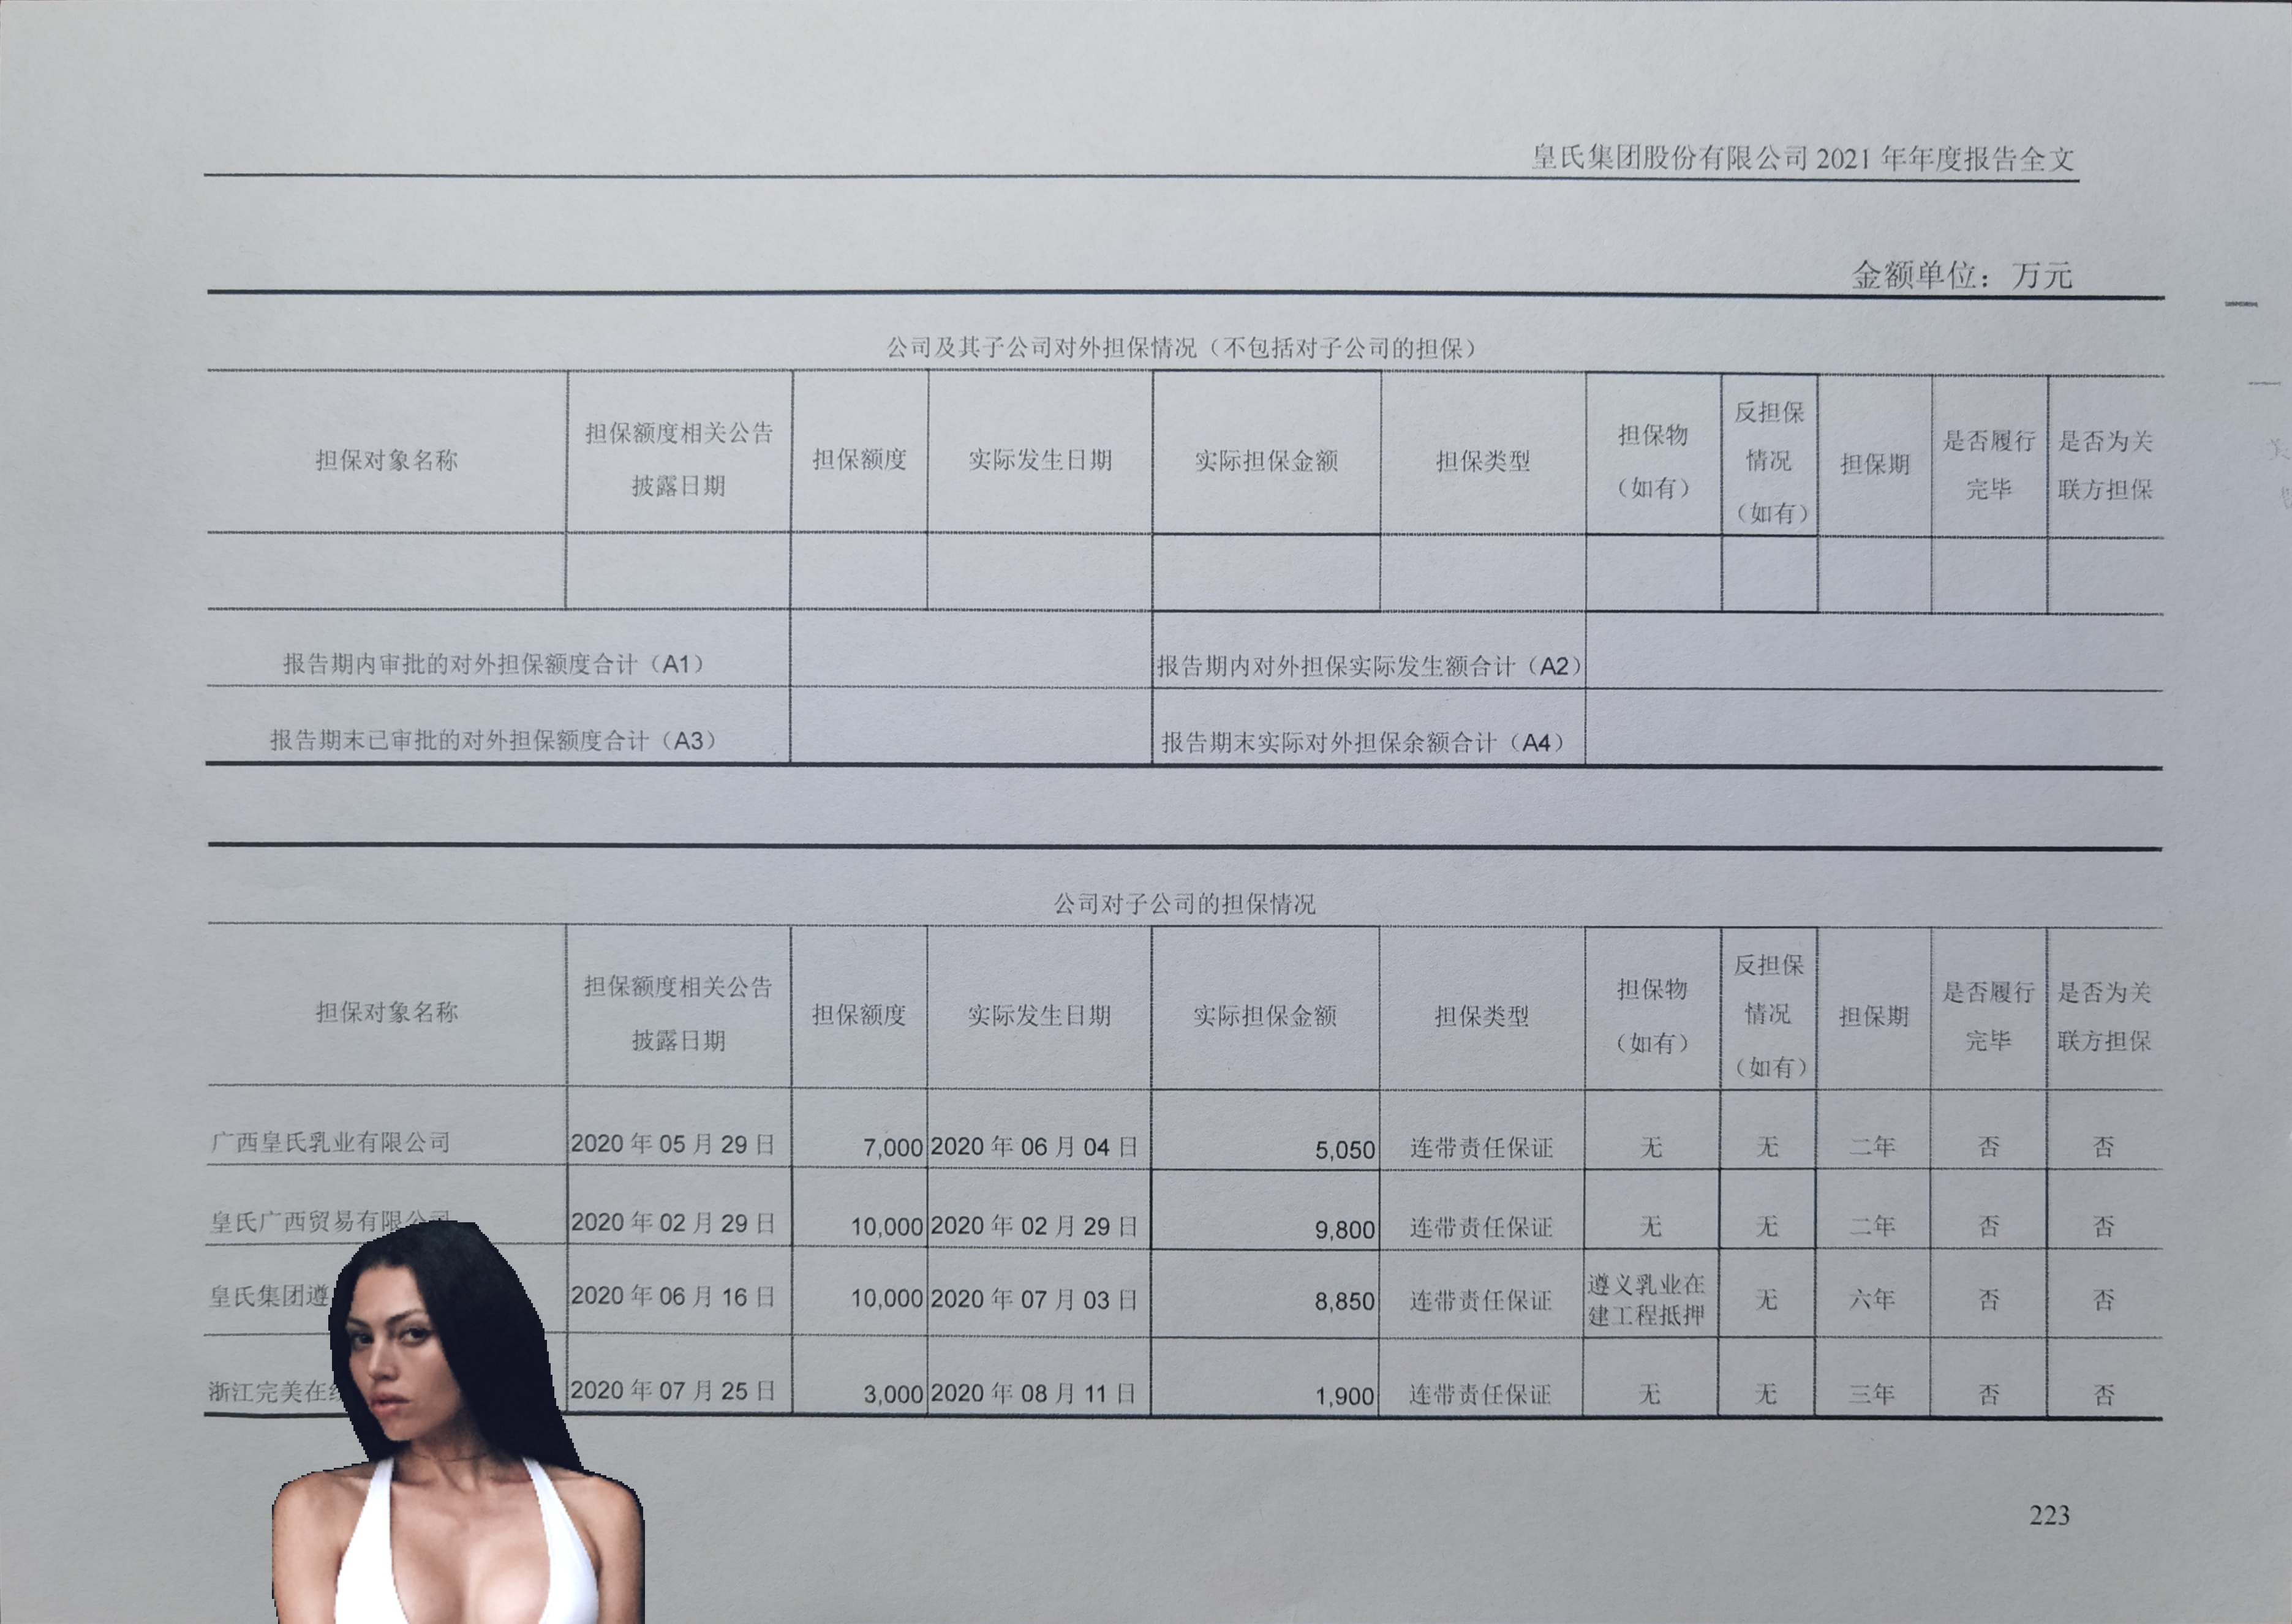 皇氏集团股份有限公司 2021 年年度报告全文
金额单位：万元
公司及其子公司对外担保情况（不包括对子公司的担保）
担保对象名称 担保额度相关公告披露日期 担保额度 实际发生日期 实际担保金额 担保类型 担保物（如有） 反担保情况（如有） 担保期 是否履行完毕 是否为关联方担保
报告期内审批的对外担保额度合计（A1） 报告期内对外担保实际发生额合计（A2）
报告期末已审批的对外担保额度合计（A3） 报告期末实际对外担保余额合计（A4）
公司对子公司的担保情况
担保对象名称 担保额度相关公告披露日期 担保额度 实际发生日期 实际担保金额 担保类型 担保物（如有） 反担保情况（如有） 担保期 是否履行完毕 是否为关联方担保
广西皇氏乳业有限公司 2020 年 05 月 29 日 7,000 2020 年 06 月 04 日 5,050 连带责任保证 无 无 二年 否 否
皇氏广西贸易有限公司 2020 年 02 月 29 日 10,000 2020 年 02 月 29 日 9,800 连带责任保证 无 无 二年 否 否
皇氏集团遵 2020 年 06 月 16 日 10,000 2020 年 07 月 03 日 8,850 连带责任保证 遵义乳业在建工程抵押 无 六年 否 否
浙江完美在 2020 年 07 月 25 日 3,000 2020 年 08 月 11 日 1,900 连带责任保证 无 无 三年 否 否
223